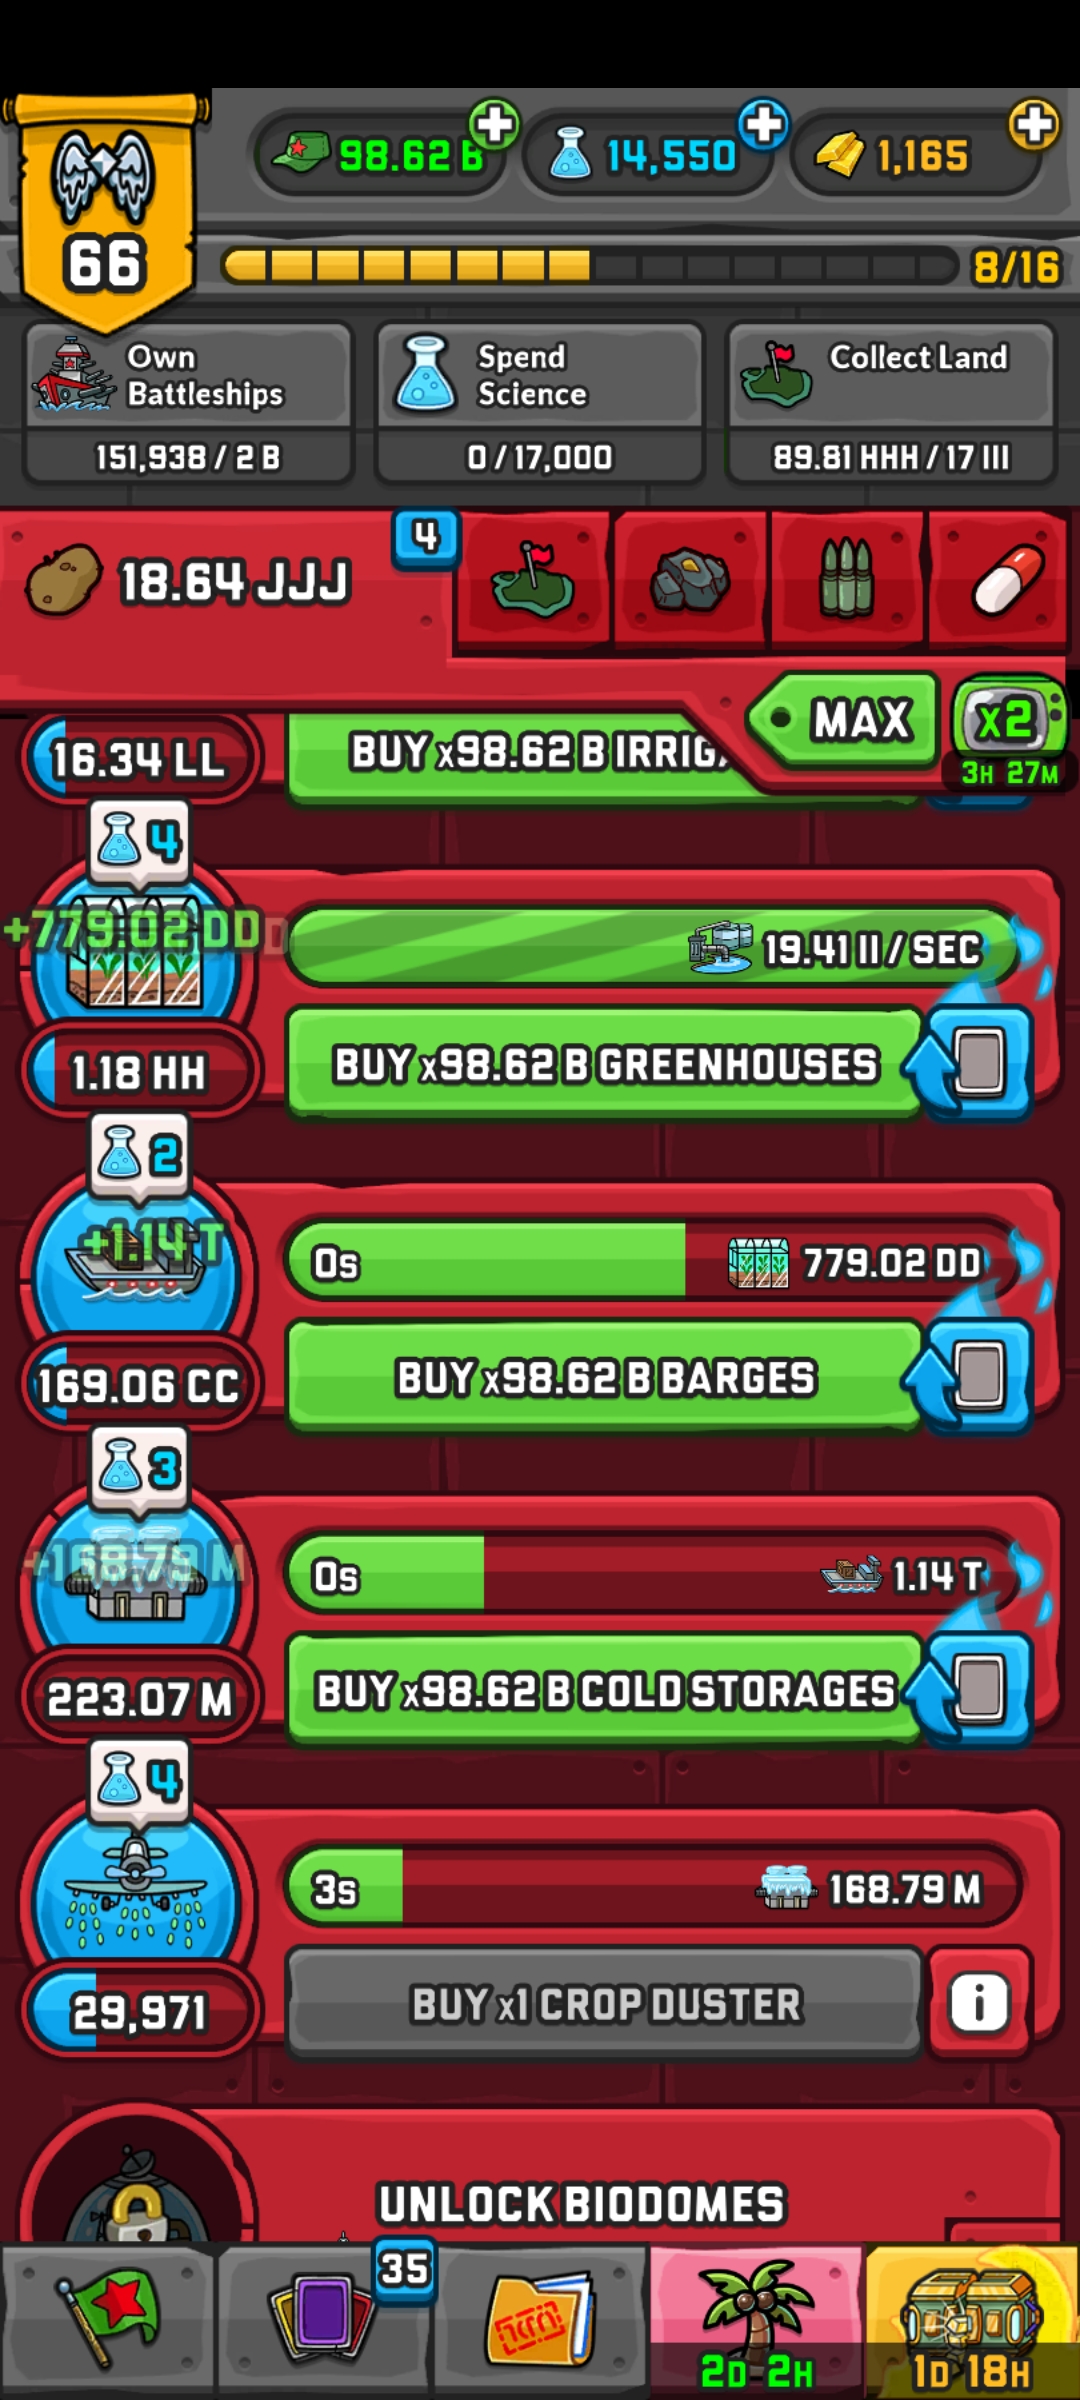 98.62 B
14,550
1,165
66
8/16
Own
Battleships
151,938 / 2 B
Spend
Science
0 / 17,000
Collect Land
89.81 HHH / 17 III
18.64 JJJ
4
MAX
x2
3H 27M
16.34 LL
BUY x98.62 B IRRIGA
4
+779.02 DD
19.41 II / SEC
1.18 HH
BUY x98.62 B GREENHOUSES
2
+1.14 T
0s
779.02 DD
169.06 CC
BUY x98.62 B BARGES
3
+168.79 M
0s
1.14 T
223.07 M
BUY x98.62 B COLD STORAGES
4
3s
168.79 M
29,971
BUY x1 CROP DUSTER
i
UNLOCK BIODOMES
35
2D 2H
1D 18H